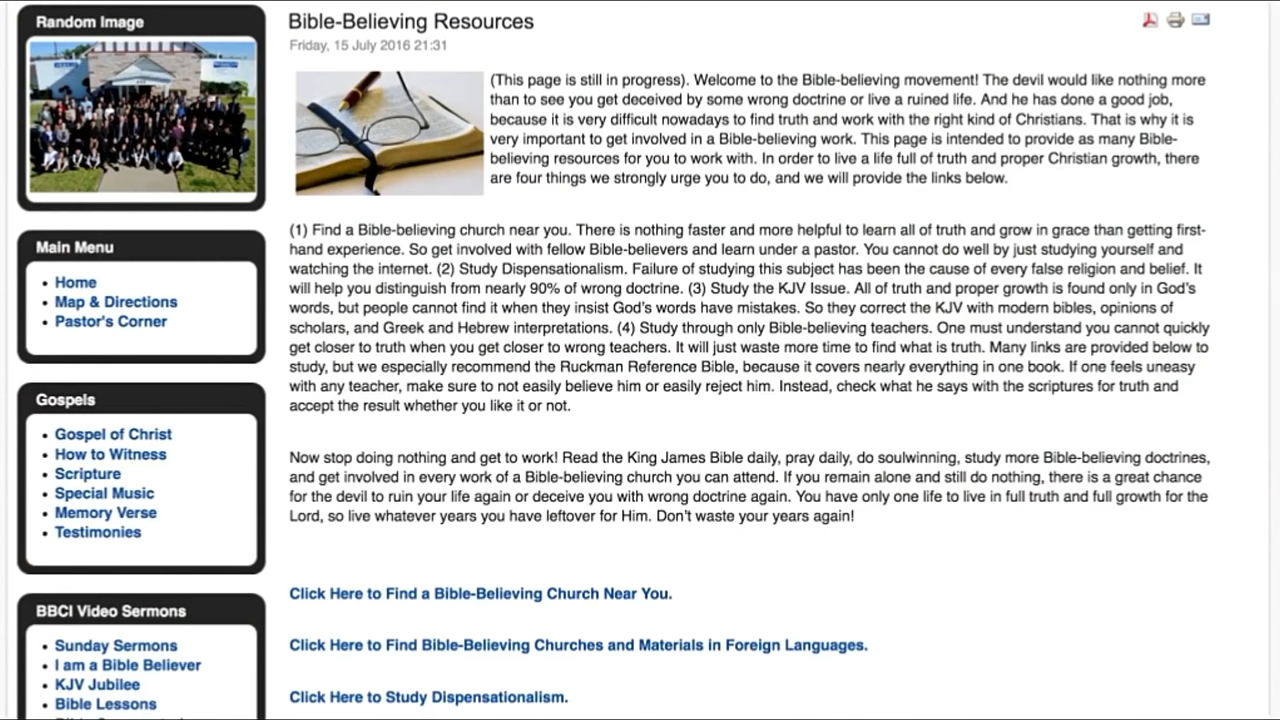 Random Image
Main Menu
Home
Map & Directions
Pastor's Corner
Gospels
Gospel of Christ
How to Witness
Scripture
Special Music
Memory Verse
Testimonies
BBCI Video Sermons
Sunday Sermons
I am a Bible Believer
KJV Jubilee
Bible Lessons
Bible-Believing Resources
Friday, 15 July 2016 21:31
(This page is still in progress). Welcome to the Bible-believing movement! The devil would like nothing more
than to see you get deceived by some wrong doctrine or live a ruined life. And he has done a good job,
because it is very difficult nowadays to find truth and work with the right kind of Christians. That is why it is
very important to get involved in a Bible-believing work. This page is intended to provide as many Bible-
believing resources for you to work with. In order to live a life full of truth and proper Christian growth, there
are four things we strongly urge you to do, and we will provide the links below.
(1) Find a Bible-believing church near you. There is nothing faster and more helpful to learn all of truth and grow in grace than getting first-
hand experience. So get involved with fellow Bible-believers and learn under a pastor. You cannot do well by just studying yourself and
watching the internet. (2) Study Dispensationalism. Failure of studying this subject has been the cause of every false religion and belief. It
will help you distinguish from nearly 90% of wrong doctrine. (3) Study the KJV Issue. All of truth and proper growth is found only in God's
words, but people cannot find it when they insist God's words have mistakes. So they correct the KJV with modern bibles, opinions of
scholars, and Greek and Hebrew interpretations. (4) Study through only Bible-believing teachers. One must understand you cannot quickly
get closer to truth when you get closer to wrong teachers. It will just waste more time to find what is truth. Many links are provided below to
study, but we especially recommend the Ruckman Reference Bible, because it covers nearly everything in one book. If one feels uneasy
with any teacher, make sure to not easily believe him or easily reject him. Instead, check what he says with the scriptures for truth and
accept the result whether you like it or not.
Now stop doing nothing and get to work! Read the King James Bible daily, pray daily, do soulwinning, study more Bible-believing doctrines,
and get involved in every work of a Bible-believing church you can attend. If you remain alone and still do nothing, there is a great chance
for the devil to ruin your life again or deceive you with wrong doctrine again. You have only one life to live in full truth and full growth for the
Lord, so live whatever years you have leftover for Him. Don't waste your years again!
Click Here to Find a Bible-Believing Church Near You.
Click Here to Find Bible-Believing Churches and Materials in Foreign Languages.
Click Here to Study Dispensationalism.